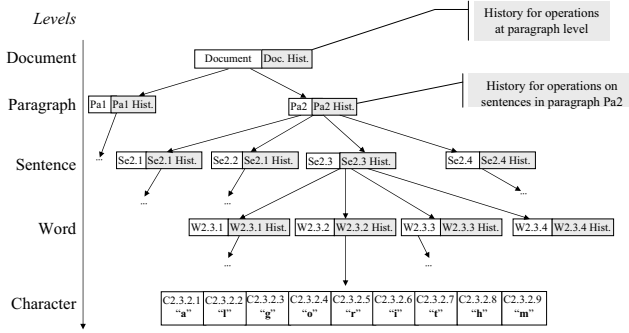 Levels
History for operations
at paragraph level
Document
Document Doc. Hist.
Paragraph
Pa1 Pa1 Hist.
Pa2 Pa2 Hist.
History for operations on
sentences in paragraph Pa2
...
Sentence
Se2.1 Se2.1 Hist.
Se2.2 Se2.1 Hist.
Se2.3 Se2.3 Hist.
Se2.4 Se2.4 Hist.
...
...
...
Word
W2.3.1 W2.3.1 Hist.
W2.3.2 W2.3.2 Hist.
W2.3.3 W2.3.3 Hist.
W2.3.4 W2.3.4 Hist.
...
...
Character
C2.3.2.1 C2.3.2.2 C2.3.2.3 C2.3.2.4 C2.3.2.5 C2.3.2.6 C2.3.2.7 C2.3.2.8 C2.3.2.9
“a” “l” “g” “o” “r” “i” “t” “h” “m”